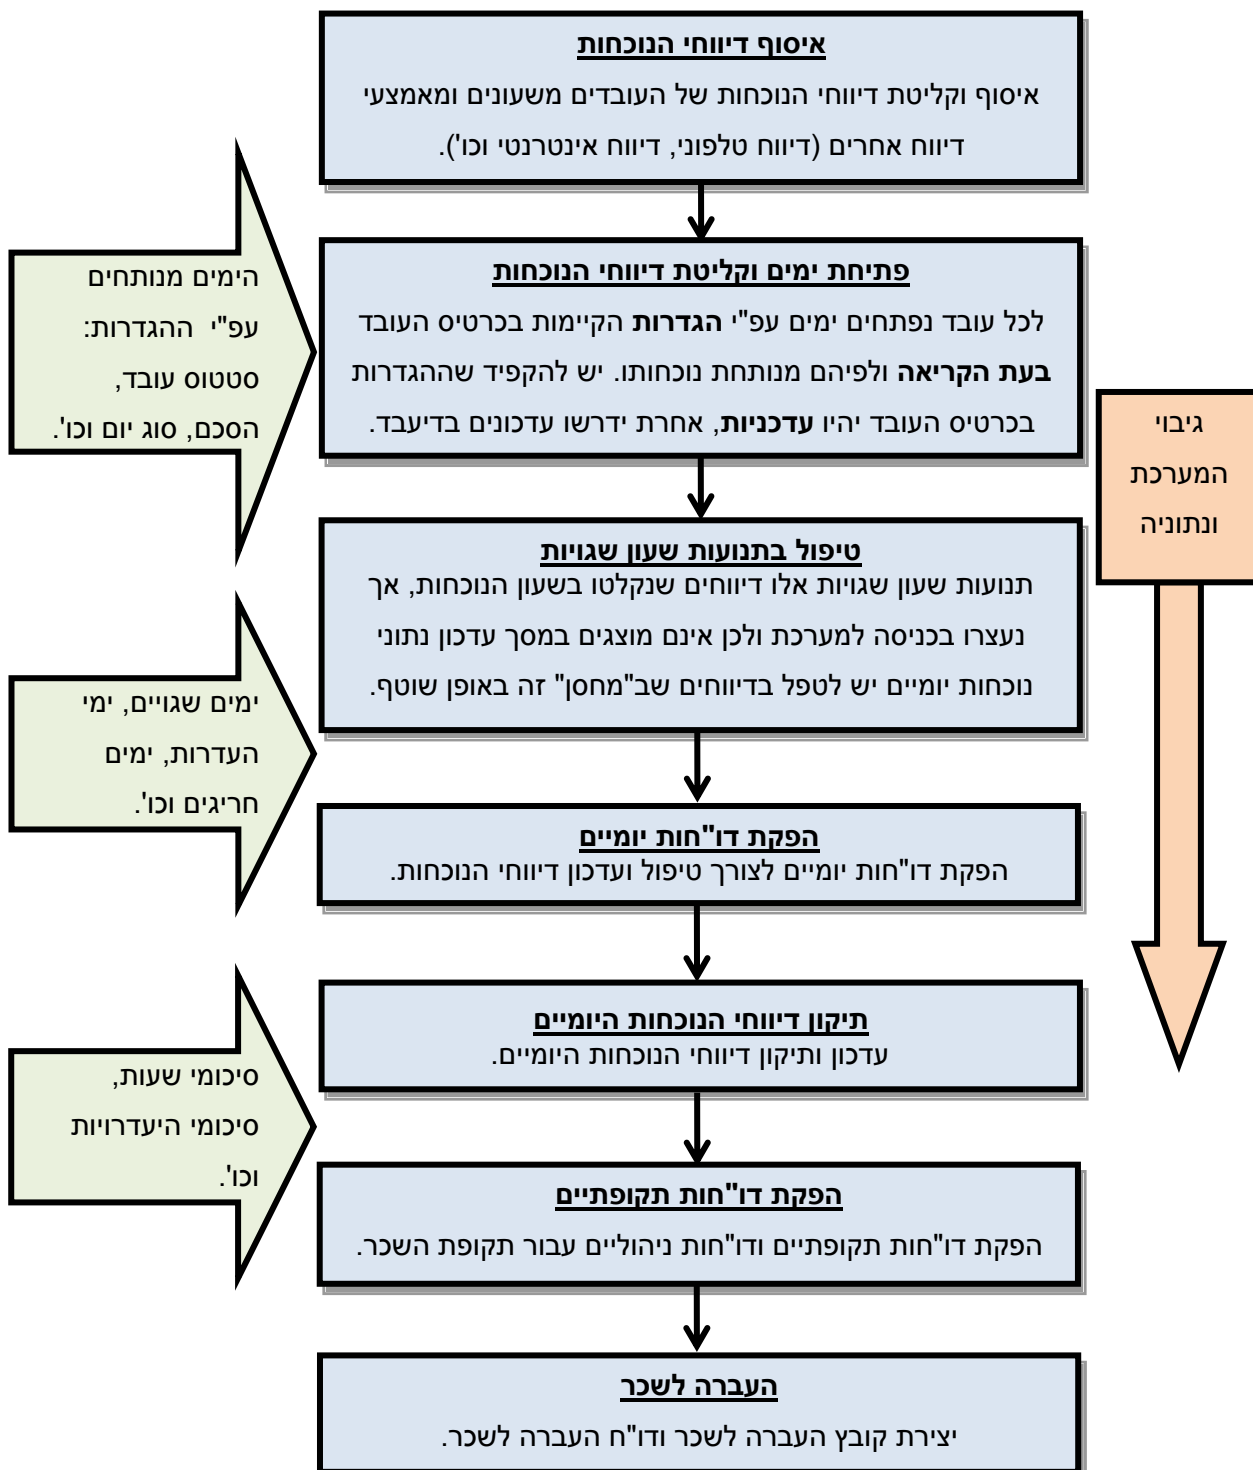 איסוף דיווחי הנוכחות
איסוף וקליטת דיווחי הנוכחות של העובדים משעונים ומאמצעי
דיווח אחרים (דיווח טלפוני, דיווח אינטרנטי וכו').
פתיחת ימים וקליטת דיווחי הנוכחות
לכל עובד נפתחים ימים עפ"י הגדרות הקיימות בכרטיס העובד
בעת הקריאה ולפיהם מנותחת נוכחותו. יש להקפיד שההגדרות
בכרטיס העובד יהיו עדכניות, אחרת ידרשו עדכונים בדיעבד.
הימים מנותחים
עפ"י ההגדרות:
סטטוס עובד,
הסכם, סוג יום וכו'.
גיבוי
המערכת
ונתוניה
טיפול בתנועות שעון שגויות
תנועות שעון שגויות אלו דיווחים שנקלטו בשעון הנוכחות, אך
נעצרו בכניסה למערכת ולכן אינם מוצגים במסך עדכון נתוני
נוכחות יומיים יש לטפל בדיווחים שב"מחסן" זה באופן שוטף.
ימים שגויים, ימי
העדרות, ימים
חריגים וכו'.
הפקת דו"חות יומיים
הפקת דו"חות יומיים לצורך טיפול ועדכון דיווחי הנוכחות.
תיקון דיווחי הנוכחות היומיים
עדכון ותיקון דיווחי הנוכחות היומיים.
סיכומי שעות,
סיכומי היעדרויות
וכו'.
הפקת דו"חות תקופתיים
הפקת דו"חות תקופתיים ודו"חות ניהוליים עבור תקופת השכר.
העברה לשכר
יצירת קובץ העברה לשכר ודו"ח העברה לשכר.